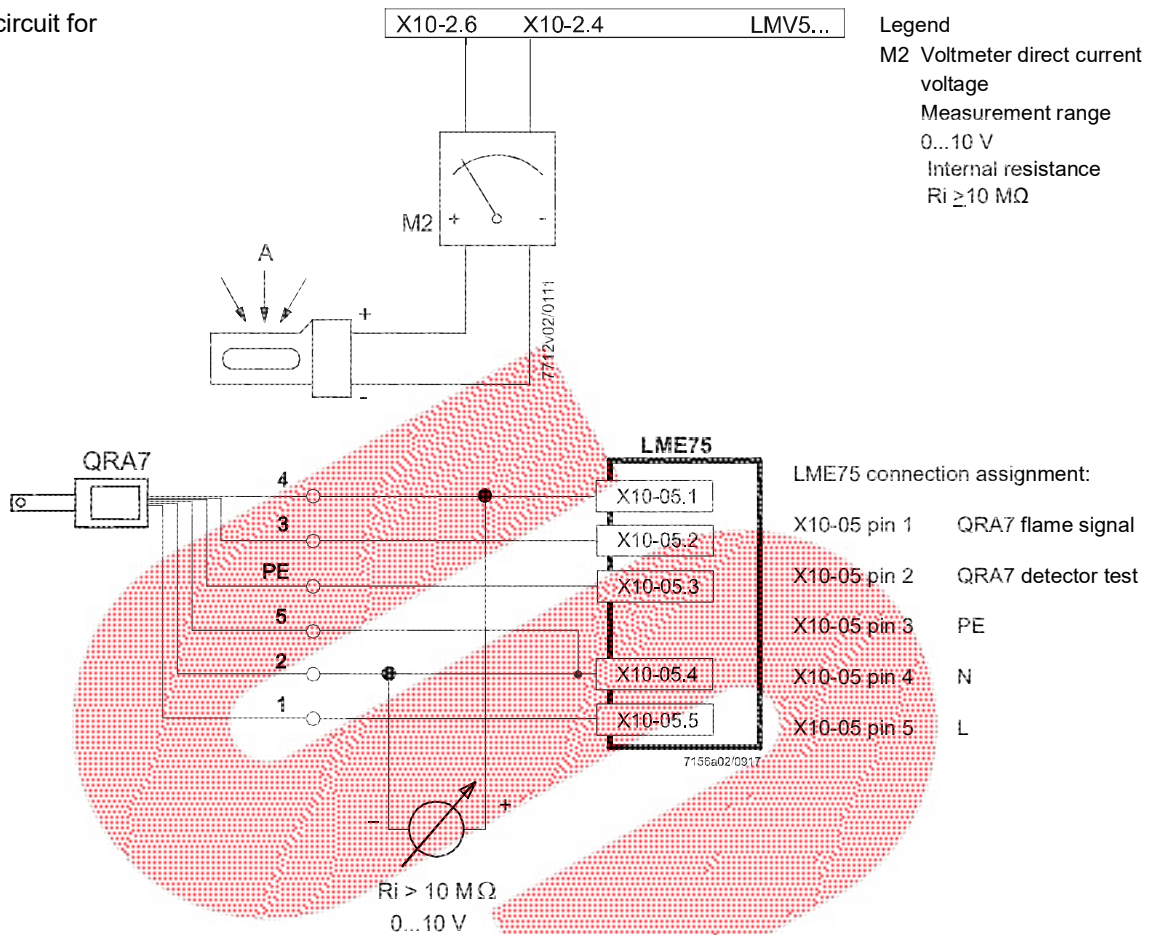 circuit for
X10-2.6 X10-2.4 LMV5...
Legend
M2 Voltmeter direct current
voltage
Measurement range
0...10 V
Internal resistance
Ri ≥10 MΩ
M2 + -
A
+
-
7712v02/0111
QRA7
4
3
PE
5
2
1
LME75
X10-05.1
X10-05.2
X10-05.3
X10-05.4
X10-05.5
7156a02/0917
LME75 connection assignment:
X10-05 pin 1 QRA7 flame signal
X10-05 pin 2 QRA7 detector test
X10-05 pin 3 PE
X10-05 pin 4 N
X10-05 pin 5 L
- +
Ri > 10 M Ω
0...10 V